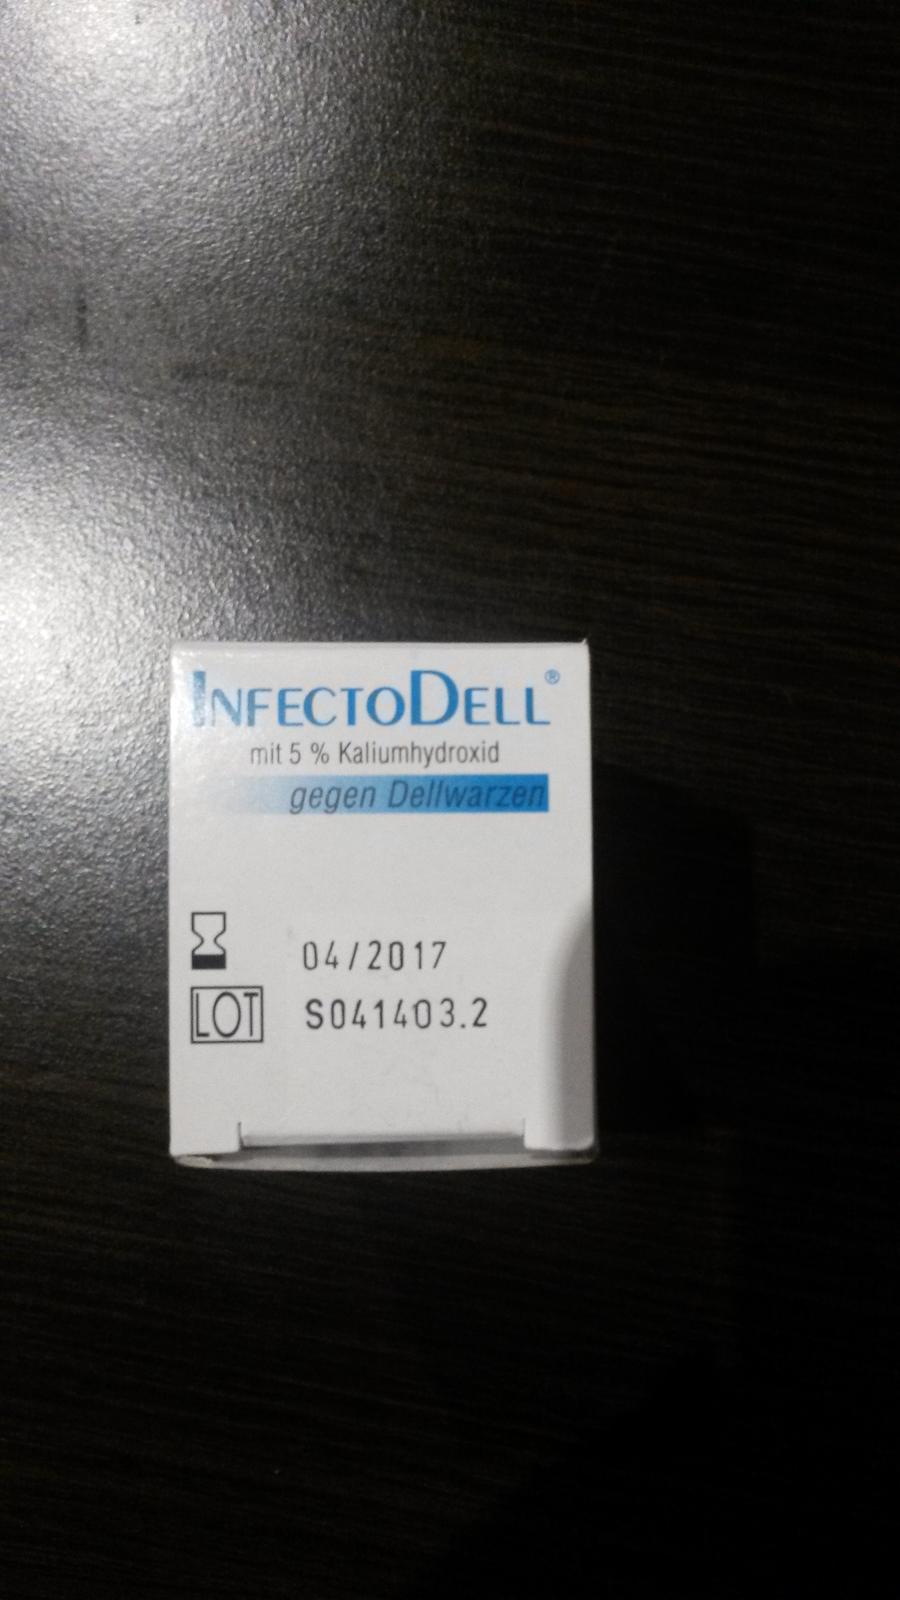 INFECTODELL®
mit 5 % Kaliumhydroxid
gegen Dellwarzen
04/2017
LOT S041403.2